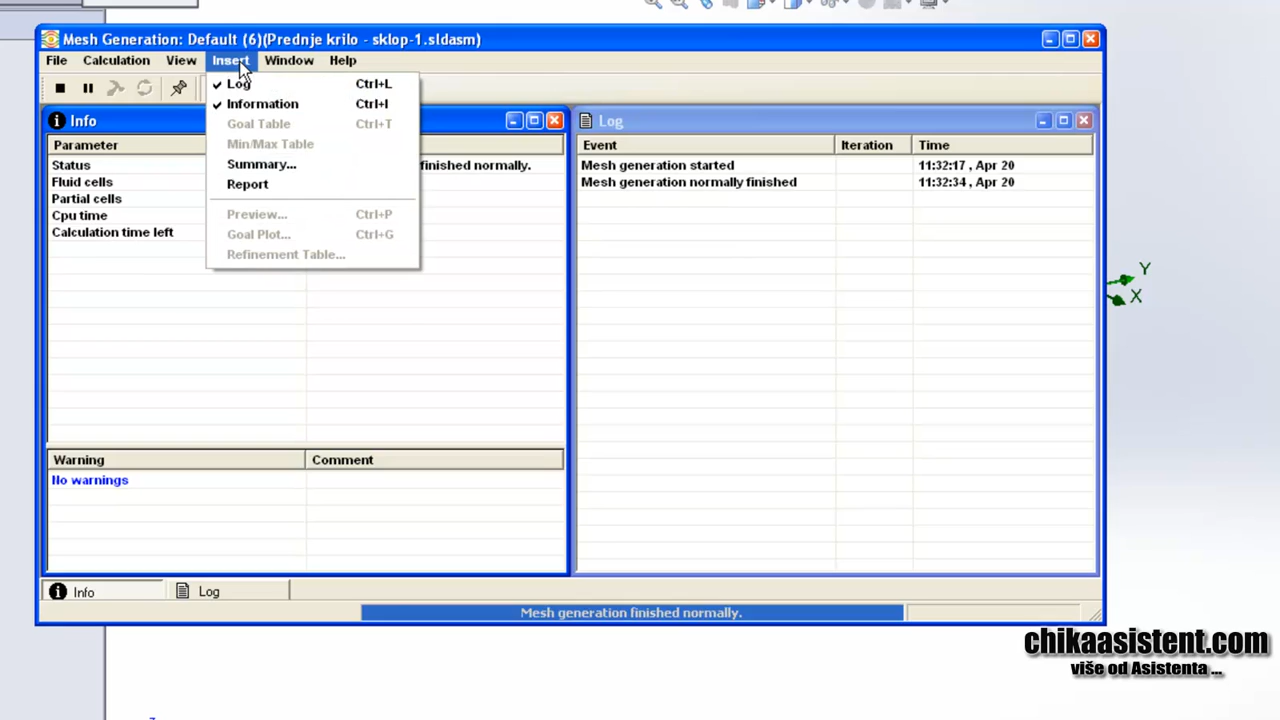 Mesh Generation: Default (6)(Prednje krilo - sklop-1.sldasm)
File Calculation View Insert Window Help
Log Ctrl+L
Information Ctrl+I
Goal Table Ctrl+T
Min/Max Table
Summary...
Report
Preview... Ctrl+P
Goal Plot... Ctrl+G
Refinement Table...
Info
Parameter
Status finished normally.
Fluid cells
Partial cells
Cpu time
Calculation time left
Warning Comment
No warnings
Log
Event Iteration Time
Mesh generation started 11:32:17 , Apr 20
Mesh generation normally finished 11:32:34 , Apr 20
Info Log
Mesh generation finished normally.
Y
X
chikaasistent.com
više od Asistenta ...